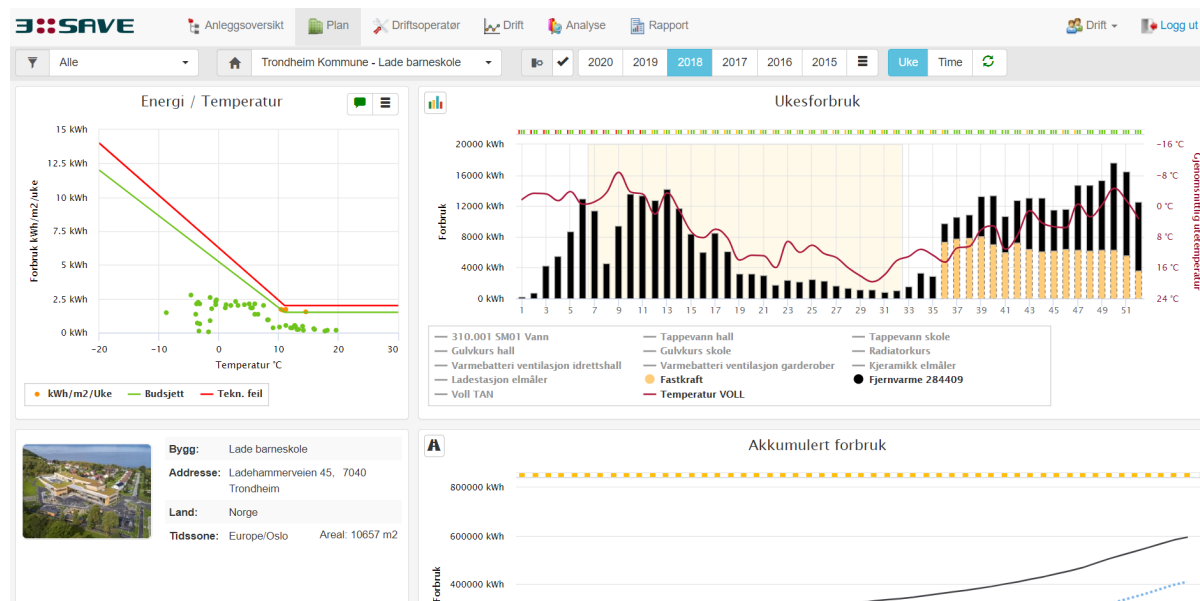 3::SAVE Anleggsoversikt Plan Driftsoperatør Drift Analyse Rapport Drift Logg ut
Alle Trondheim Kommune - Lade barneskole 2020 2019 2018 2017 2016 2015 Uke Time
Energi / Temperatur
15 kWh
12.5 kWh
10 kWh
7.5 kWh
5 kWh
2.5 kWh
0 kWh
Forbruk kWh/m2/uke
−20 −10 0 10 20 30
Temperatur °C
kWh/m2/Uke Budsjett Tekn. feil
Ukesforbruk
20000 kWh
16000 kWh
12000 kWh
8000 kWh
4000 kWh
0 kWh
Forbruk
−16 °C
−8 °C
0 °C
8 °C
16 °C
24 °C
Gjennomsnittlig utetemperatur
1 3 5 7 9 11 13 15 17 19 21 23 25 27 29 31 33 35 37 39 41 43 45 47 49 51
310.001 SM01 Vann Tappevann hall Tappevann skole
Gulvkurs hall Gulvkurs skole Radiatorkurs
Varmebatteri ventilasjon idrettshall Varmebatteri ventilasjon garderober Kjeramikk elmåler
Ladestasjon elmåler Fastkraft Fjernvarme 284409
Voll TAN Temperatur VOLL
Bygg: Lade barneskole
Addresse: Ladehammerveien 45, 7040
Trondheim
Land: Norge
Tidssone: Europe/Oslo Areal: 10657 m2
Akkumulert forbruk
800000 kWh
600000 kWh
400000 kWh
Forbruk